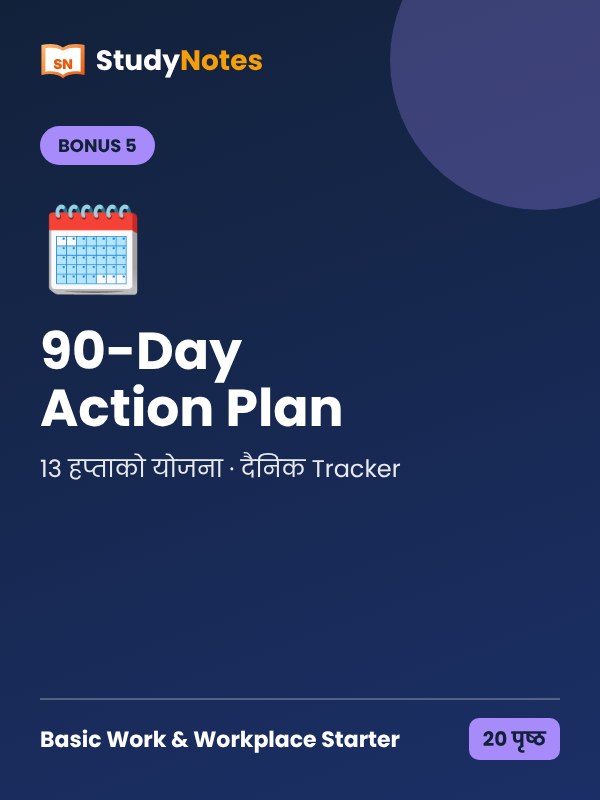 SN StudyNotes
BONUS 5
90-Day
Action Plan
13 हप्ताको योजना · दैनिक Tracker
Basic Work & Workplace Starter
20 पृष्ठ